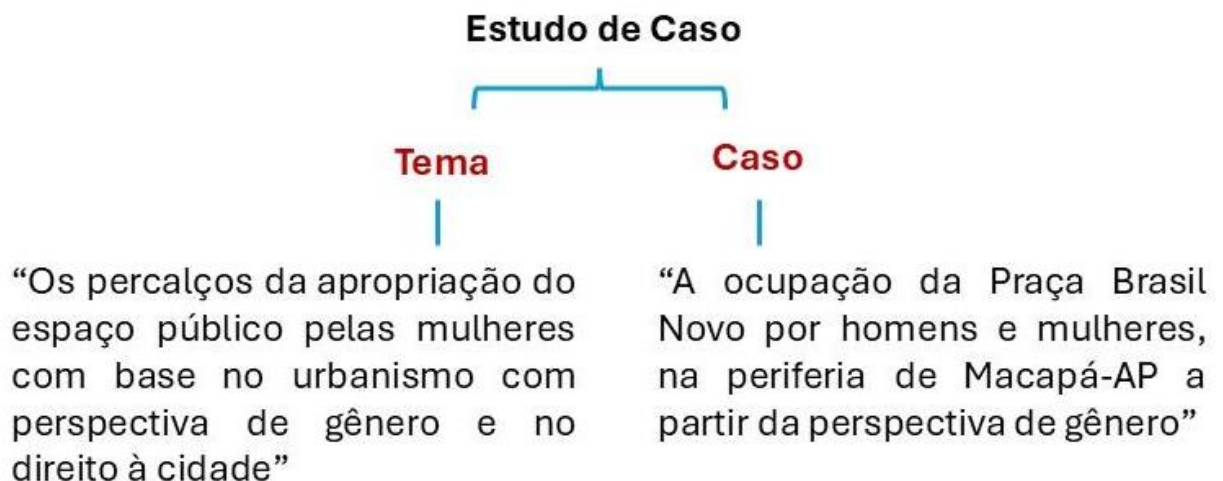 Estudo de Caso
Tema
Caso
“Os percalços da apropriação do
espaço público pelas mulheres
com base no urbanismo com
perspectiva de gênero e no
direito à cidade”
“A ocupação da Praça Brasil
Novo por homens e mulheres,
na periferia de Macapá-AP a
partir da perspectiva de gênero”